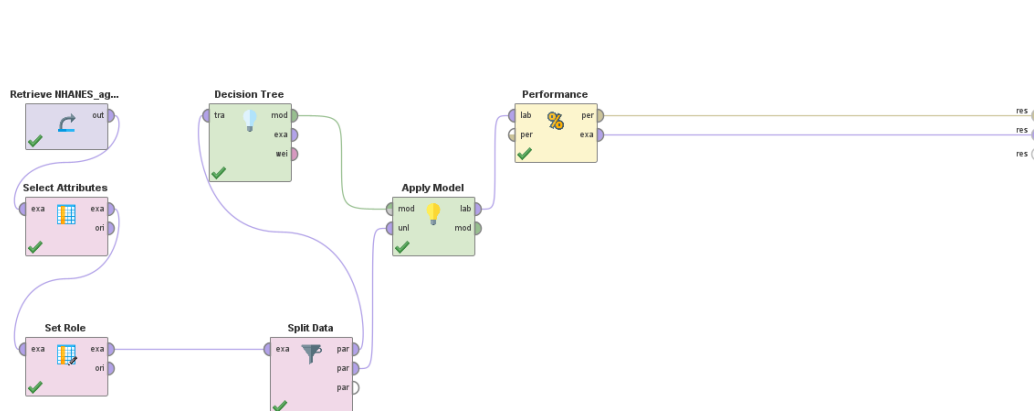 Retrieve NHANES_ag...
out
Select Attributes
exa
exa
ori
Set Role
exa
exa
ori
Decision Tree
tra
mod
exa
wei
Split Data
exa
par
par
par
Apply Model
mod
lab
unl
mod
Performance
%
lab
per
per
exa
res
res
res